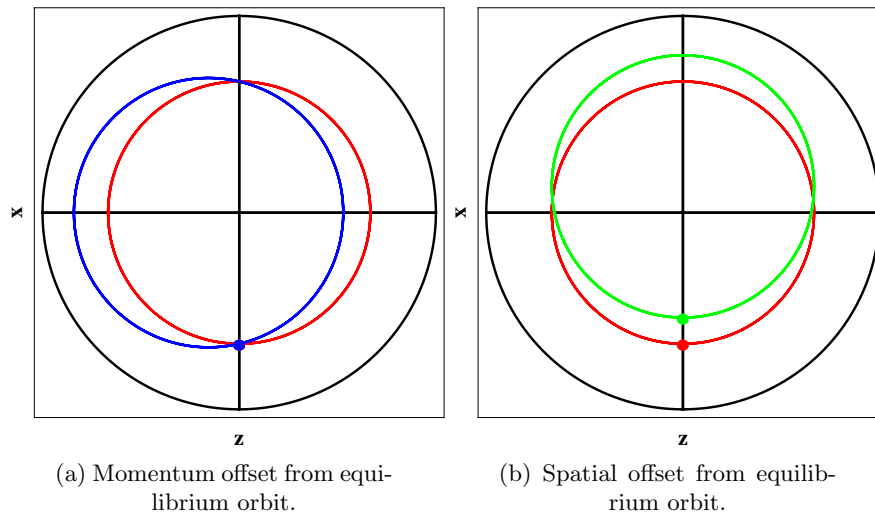 x
z
(a) Momentum offset from equi-
librium orbit.
x
z
(b) Spatial offset from equilib-
rium orbit.